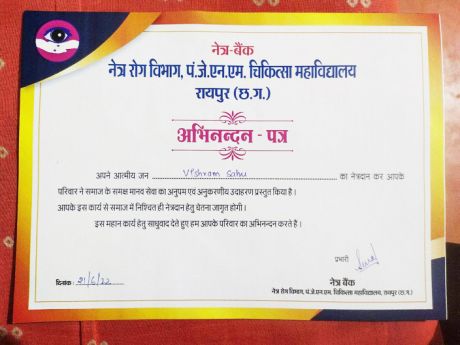 नेत्र-बैंक
नेत्र रोग विभाग, पं.जे.एन.एम. चिकित्सा महाविद्यालय
रायपुर (छ.ग.)
अभिनन्दन - पत्र
अपने आत्मीय जन Vishram Sahu का नेत्रदान कर आपके
परिवार ने समाज के समक्ष मानव सेवा का अनुपम एवं अनुकरणीय उदाहरण प्रस्तुत किया है।
आपके इस कार्य से समाज में निश्चित ही नेत्रदान हेतु चेतना जागृत होगी।
इस महान कार्य हेतु साधुवाद देते हुए हम आपके परिवार का अभिनन्दन करते हैं।
प्रभारी
दिनांक: 21/6/22
नेत्र बैंक
नेत्र रोग विभाग, पं.जे.एन.एम. चिकित्सा महाविद्यालय, रायपुर (छ.ग.)